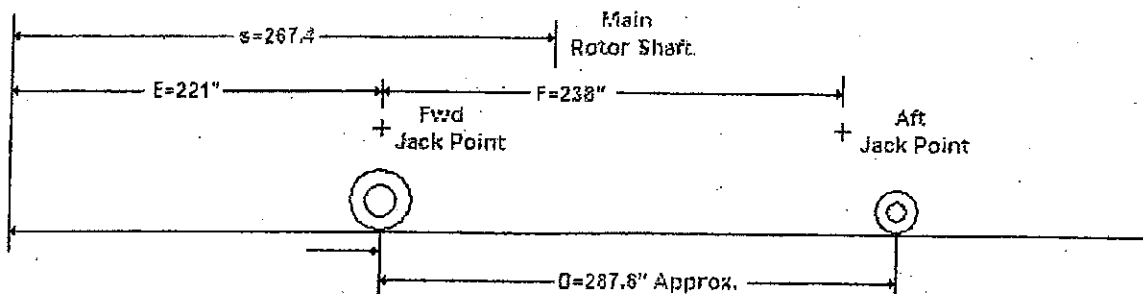 Main
s=267.4
Rotor Shaft.
E=221"
F=238"
Fwd
Jack Point
Aft
Jack Point
D=287.6" Approx.